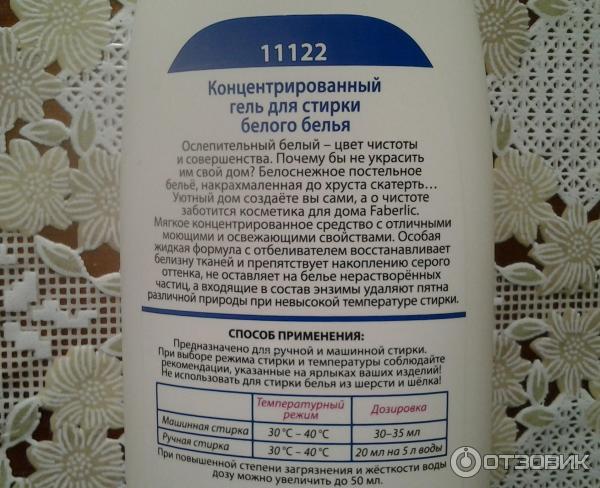 11122
Концентрированный
гель для стирки
белого белья
Ослепительный белый – цвет чистоты
и совершенства. Почему бы не украсить
им свой дом? Белоснежное постельное
бельё, накрахмаленная до хруста скатерть...
Уютный дом создаёте вы сами, а о чистоте
заботится косметика для дома Faberlic.
Мягкое концентрированное средство с отличными
моющими и освежающими свойствами. Особая
жидкая формула с отбеливателем восстанавливает
белизну тканей и препятствует накоплению серого
оттенка, не оставляет на белье нерастворённых
частиц, а входящие в состав энзимы удаляют пятна
различной природы при невысокой температуре стирки.
СПОСОБ ПРИМЕНЕНИЯ:
Предназначено для ручной и машинной стирки.
При выборе режима стирки и температуры соблюдайте
рекомендации, указанные на ярлыках ваших изделий!
Не использовать для стирки белья из шерсти и шёлка!
Температурный режим Дозировка
Машинная стирка 30 °C – 40 °C 30–35 мл
Ручная стирка 30 °C – 40 °C 20 мл на 5 л воды
При повышенной степени загрязнения и жёсткости воды
дозу можно увеличить до 50 мл.
ОТЗОВИК